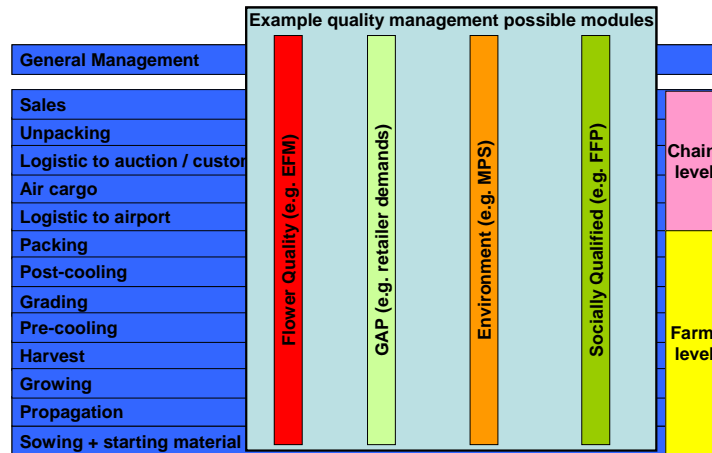 Example quality management possible modules
General Management
Sales
Unpacking
Logistic to auction / custom
Air cargo
Logistic to airport
Packing
Post-cooling
Grading
Pre-cooling
Harvest
Growing
Propagation
Sowing + starting material
Flower Quality (e.g. EFM)
GAP (e.g. retailer demands)
Environment (e.g. MPS)
Socially Qualified (e.g. FFP)
Chain
level
Farm
level